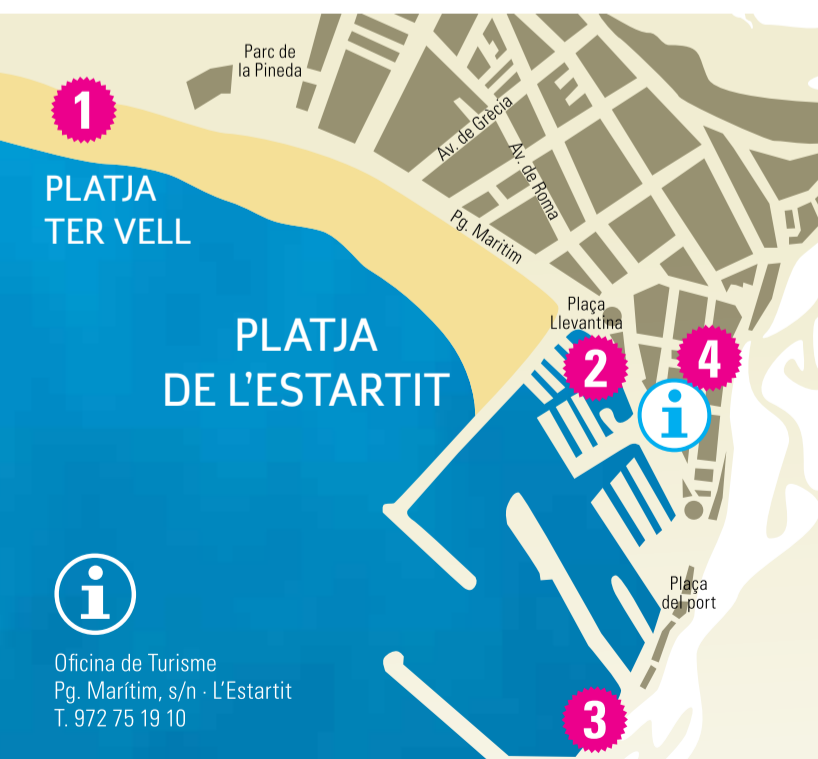 Parc de
la Pineda
1
PLATJA
TER VELL
Av. de Grècia
Av. de Roma
Pg. Marítim
Plaça
Llevantina
PLATJA
DE L'ESTARTIT
2
4
i
Plaça
del port
i
Oficina de Turisme
Pg. Marítim, s/n · L'Estartit
T. 972 75 19 10
3